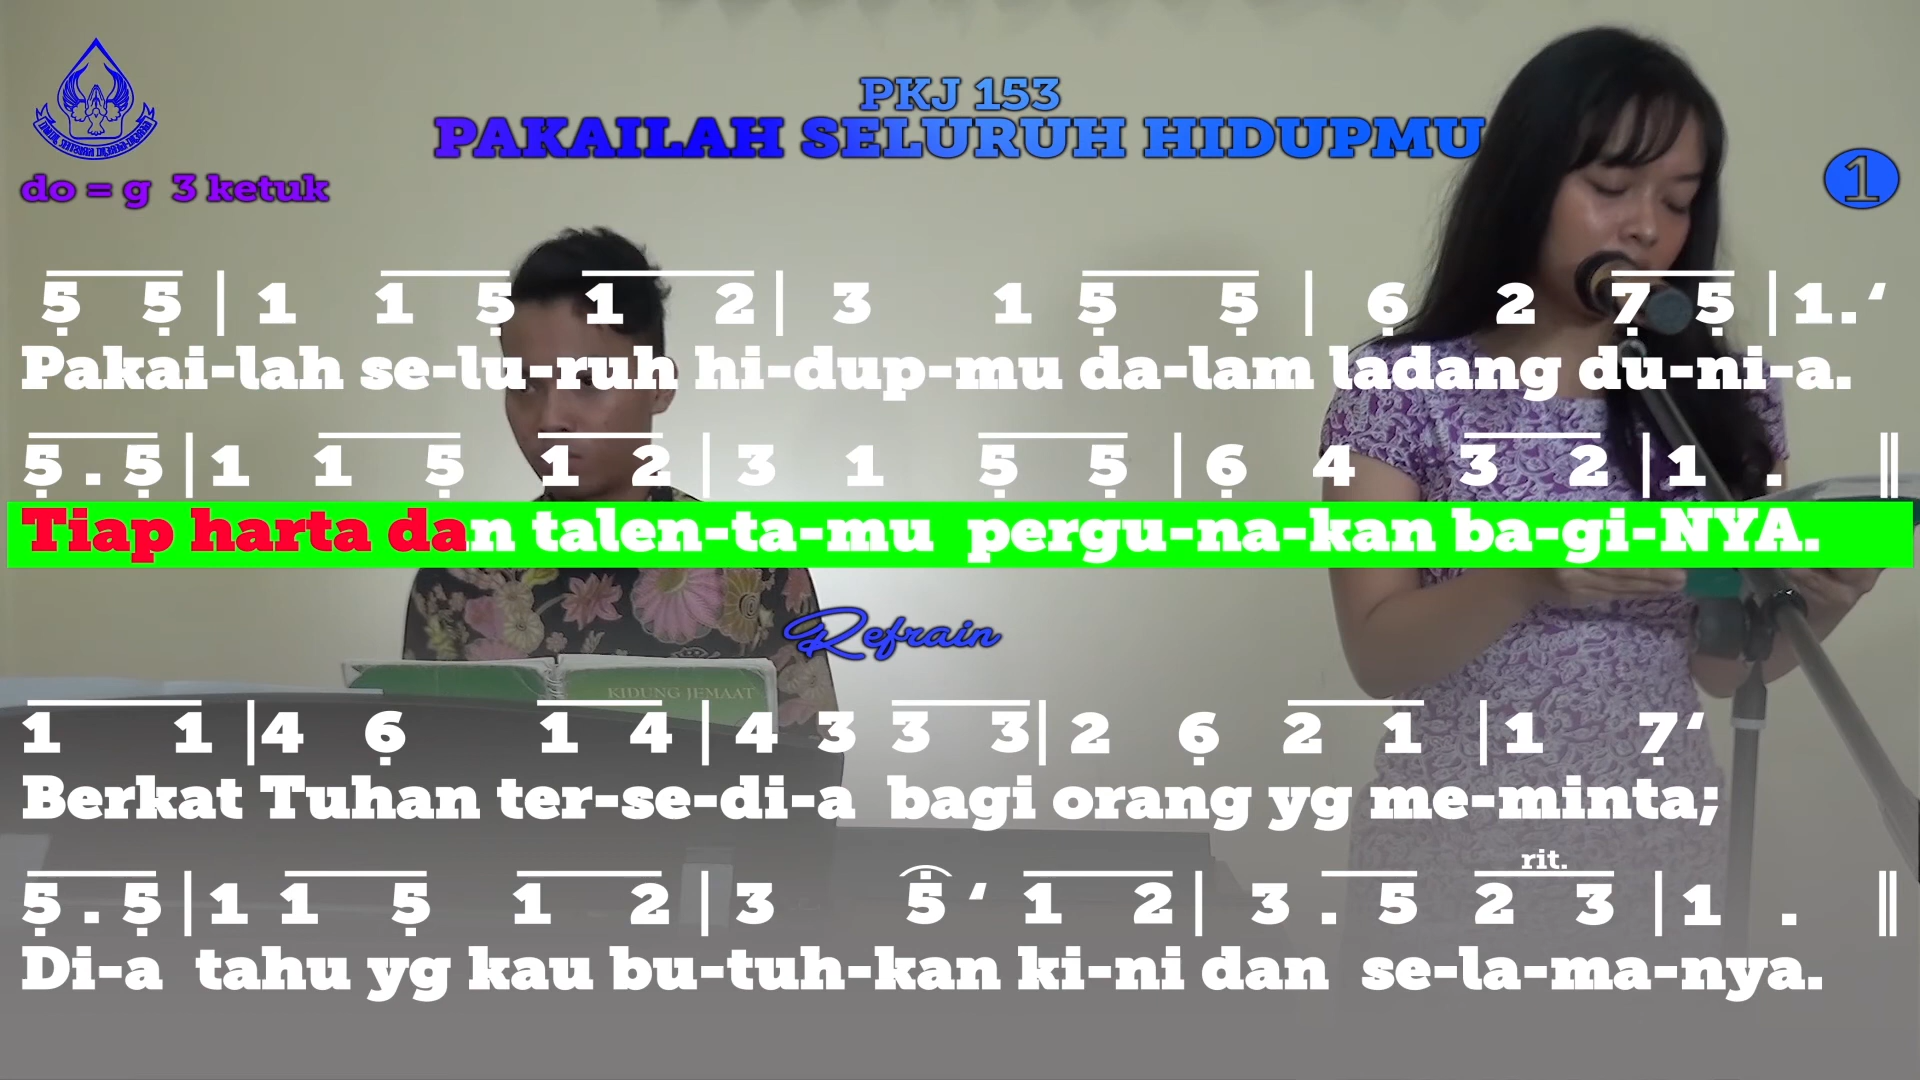 PKJ 153
PAKAILAH SELURUH HIDUPMU
do = g 3 ketuk
1
5̣ 5̣ | 1 1 5̣ 1 2 | 3 1 5̣ 5̣ | 6̣ 2 7̣ 5̣ | 1 . ‘
Pakai-lah se-lu-ruh hi-dup-mu da-lam ladang du-ni-a.
5̣ . 5̣ | 1 1 5̣ 1 2 | 3 1 5̣ 5̣ | 6̣ 4 3 2 | 1 . ||
Tiap harta dan talen-ta-mu pergu-na-kan ba-gi-NYA.
Refrain
KIDUNG JEMAAT
1 1 | 4 6̣ 1 4 | 4 3 3 3 | 2 6̣ 2 1 | 1 7̣ ‘
Berkat Tuhan ter-se-di-a bagi orang yg me-minta;
rit.
5̣ . 5̣ | 1 1 5̣ 1 2 | 3 5̣ ‘ 1 2 | 3 . 5 2 3 | 1 . ||
Di-a tahu yg kau bu-tuh-kan ki-ni dan se-la-ma-nya.